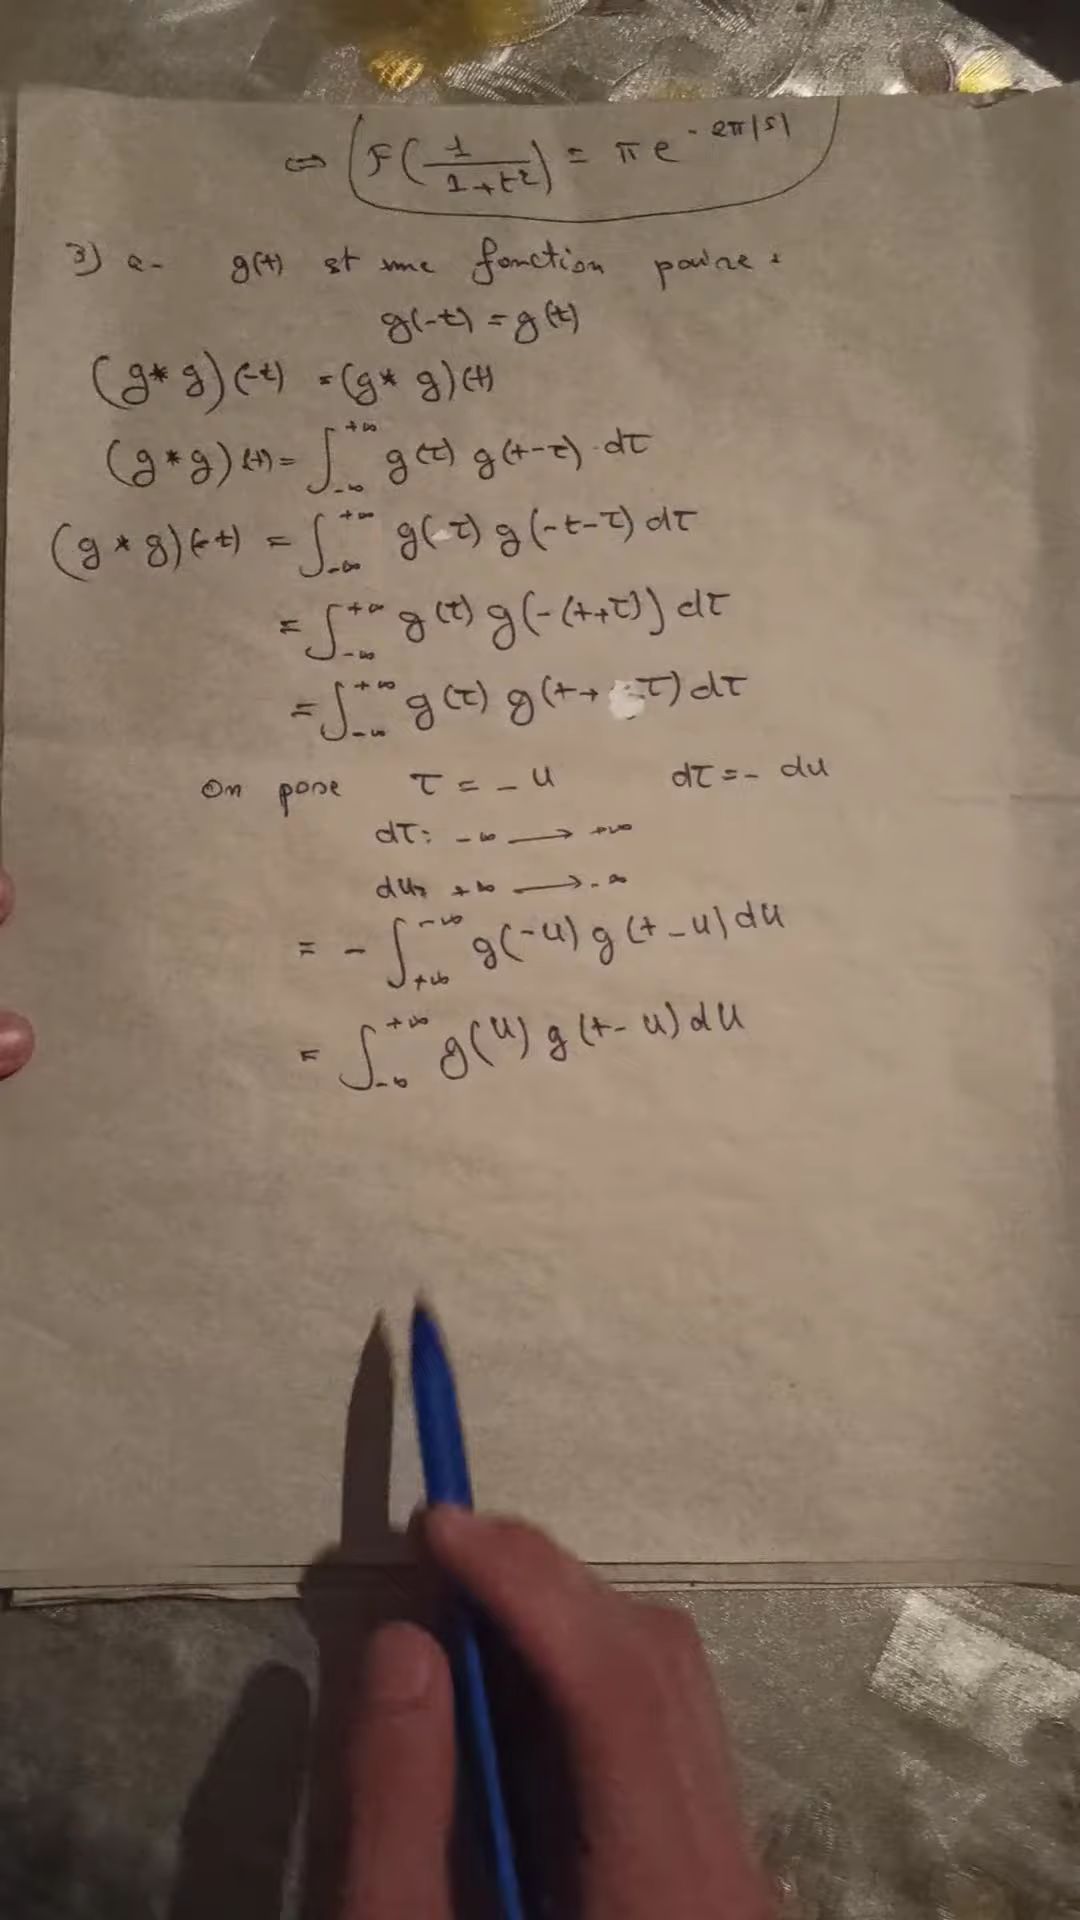 ⇔ F(1/(1+t²)) = π e^(-2π|s|)
3) a- g(t) st une fonction paire :
g(-t) = g(t)
(g * g)(-t) = (g * g)(t)
(g * g)(t) = ∫_{-∞}^{+∞} g(τ) g(t-τ) · dτ
(g * g)(-t) = ∫_{-∞}^{+∞} g(τ) g(-t-τ) dτ
= ∫_{-∞}^{+∞} g(τ) g(-(t+τ)) dτ
= ∫_{-∞}^{+∞} g(τ) g(t+τ) dτ
On pose τ = -u dτ = - du
dτ: -∞ → +∞
du: +∞ → -∞
= - ∫_{+∞}^{-∞} g(-u) g(t-u) du
= ∫_{-∞}^{+∞} g(u) g(t-u) du